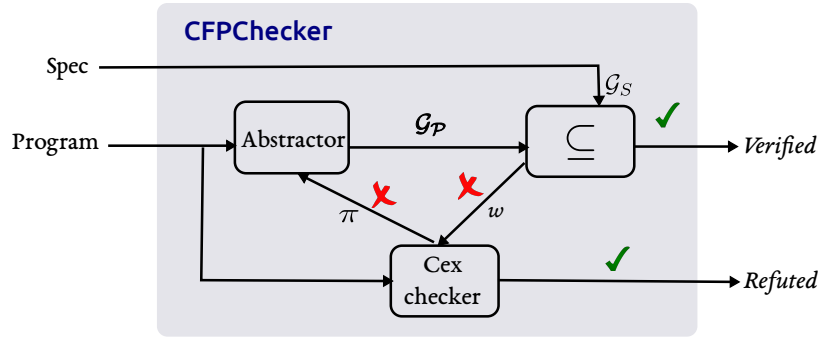 CFPChecker
Spec
𝒢_S
Program
Abstractor
𝒢_𝒫
⊆
Verified
π
w
Cex
checker
Refuted